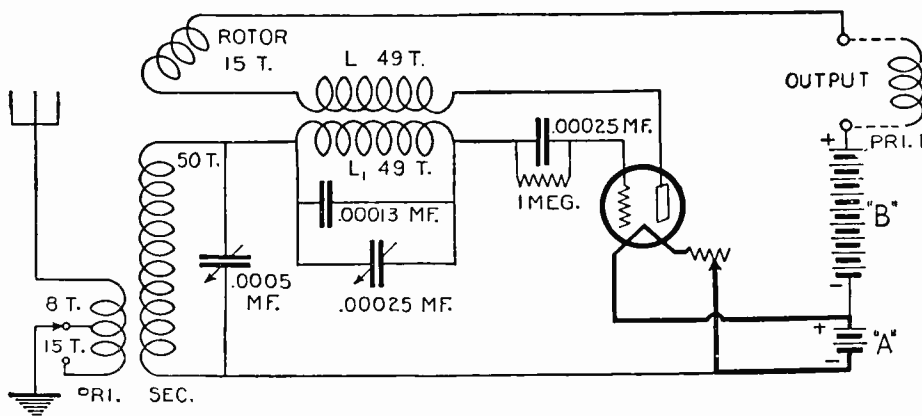 ROTOR
15 T.
L 49 T.
OUTPUT
+
PRI.
50 T.
L₁ 49 T.
.00025 MF.
1 MEG.
.00013 MF.
.00025 MF.
.0005
MF.
"B"
-
+
"A"
-
8 T.
15 T.
PRI.
SEC.